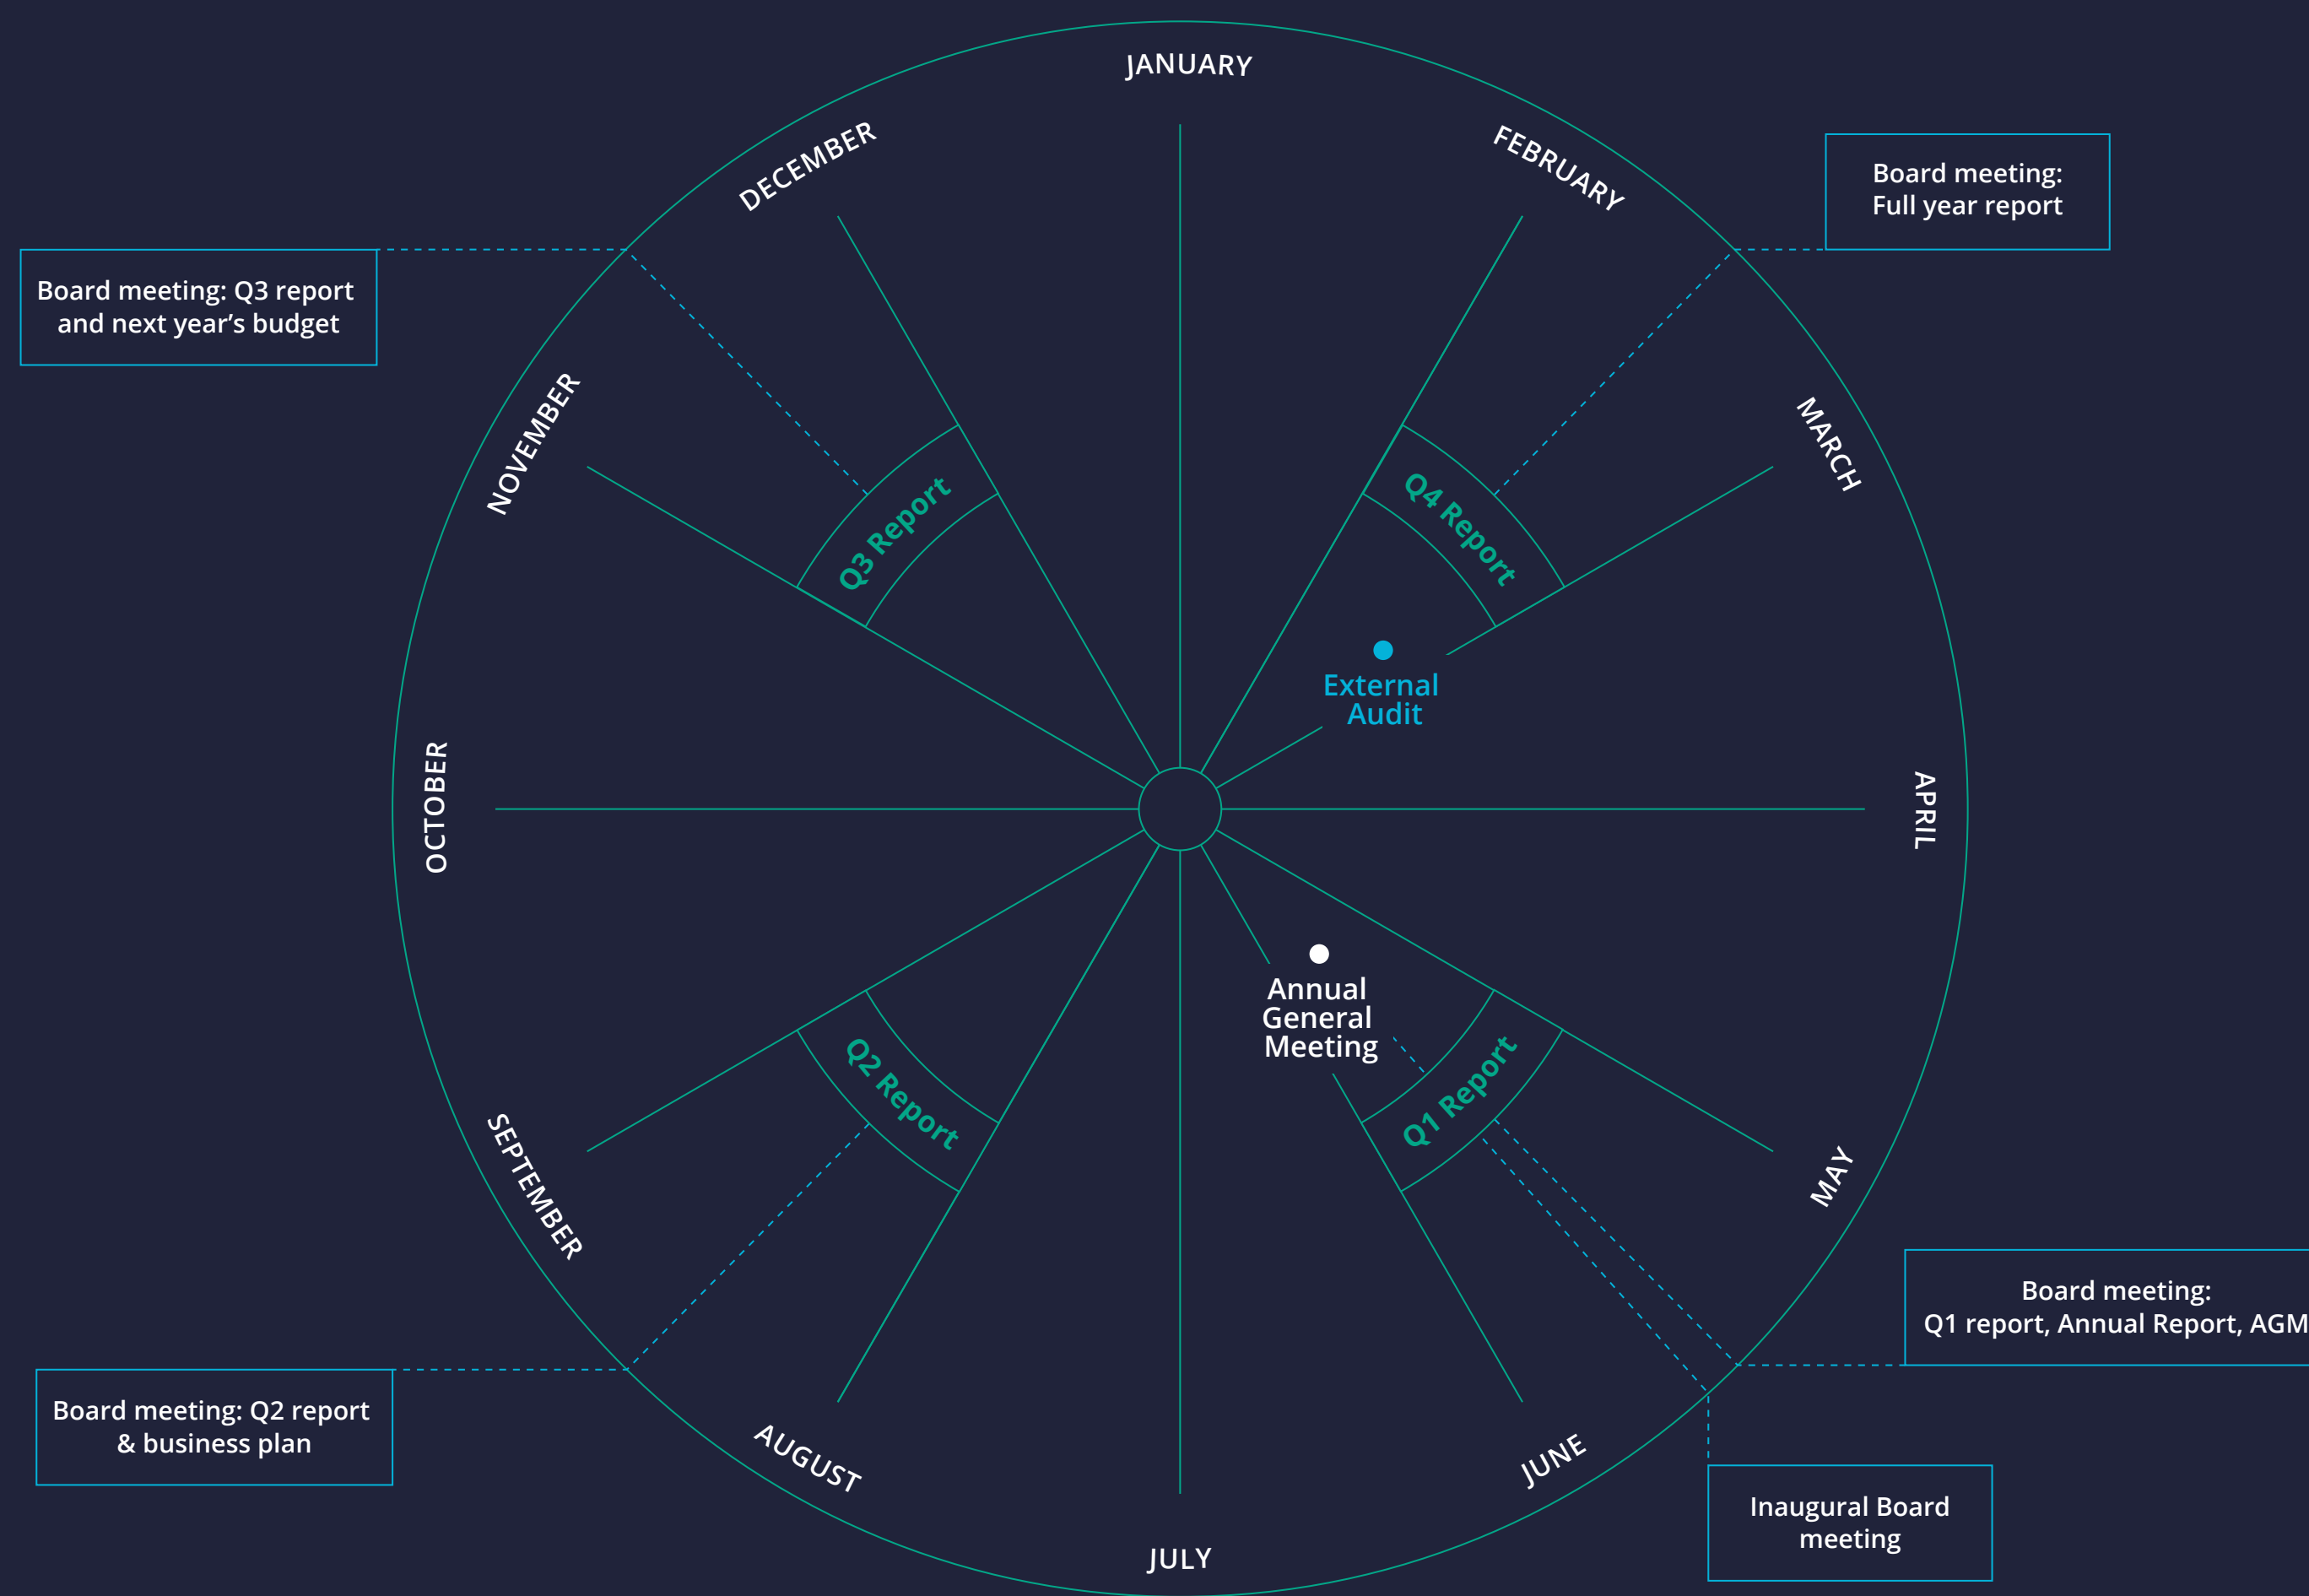 JANUARY
FEBRUARY
MARCH
APRIL
MAY
JUNE
JULY
AUGUST
SEPTEMBER
OCTOBER
NOVEMBER
DECEMBER
Board meeting:
Full year report
Board meeting: Q3 report
and next year’s budget
Q3 Report
Q4 Report
External
Audit
Annual
General
Meeting
Q2 Report
Q1 Report
Board meeting:
Q1 report, Annual Report, AGM
Board meeting: Q2 report
& business plan
Inaugural Board
meeting